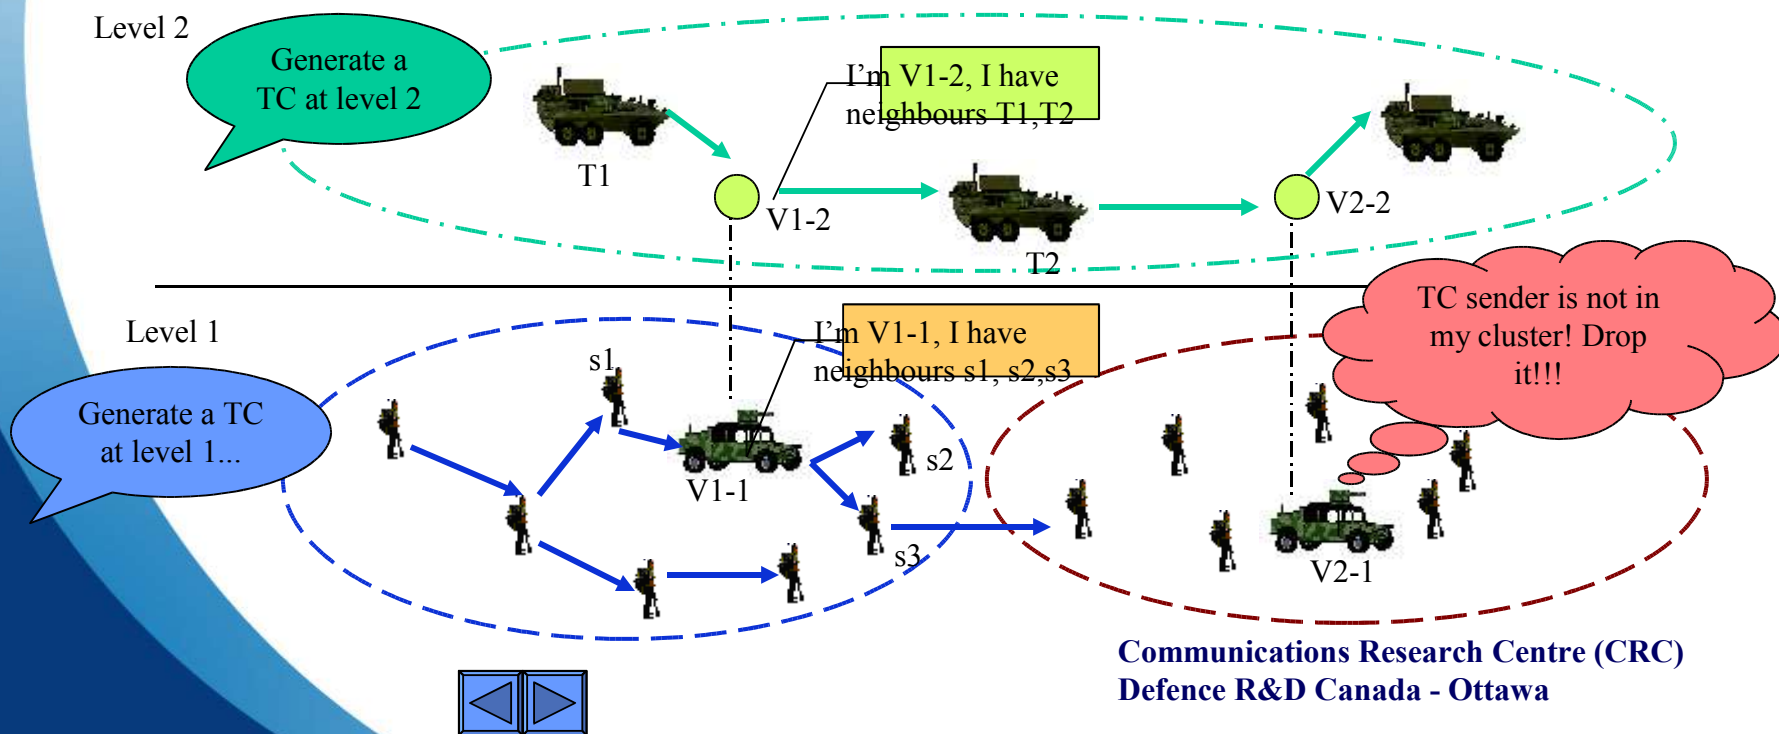 Level 2
Generate a
TC at level 2
I'm V1-2, I have
neighbours T1,T2
T1
V1-2
T2
V2-2
Level 1
Generate a TC
at level 1...
I'm V1-1, I have
neighbours s1, s2,s3
s1
V1-1
s2
s3
TC sender is not in
my cluster! Drop
it!!!
V2-1
Communications Research Centre (CRC)
Defence R&D Canada - Ottawa